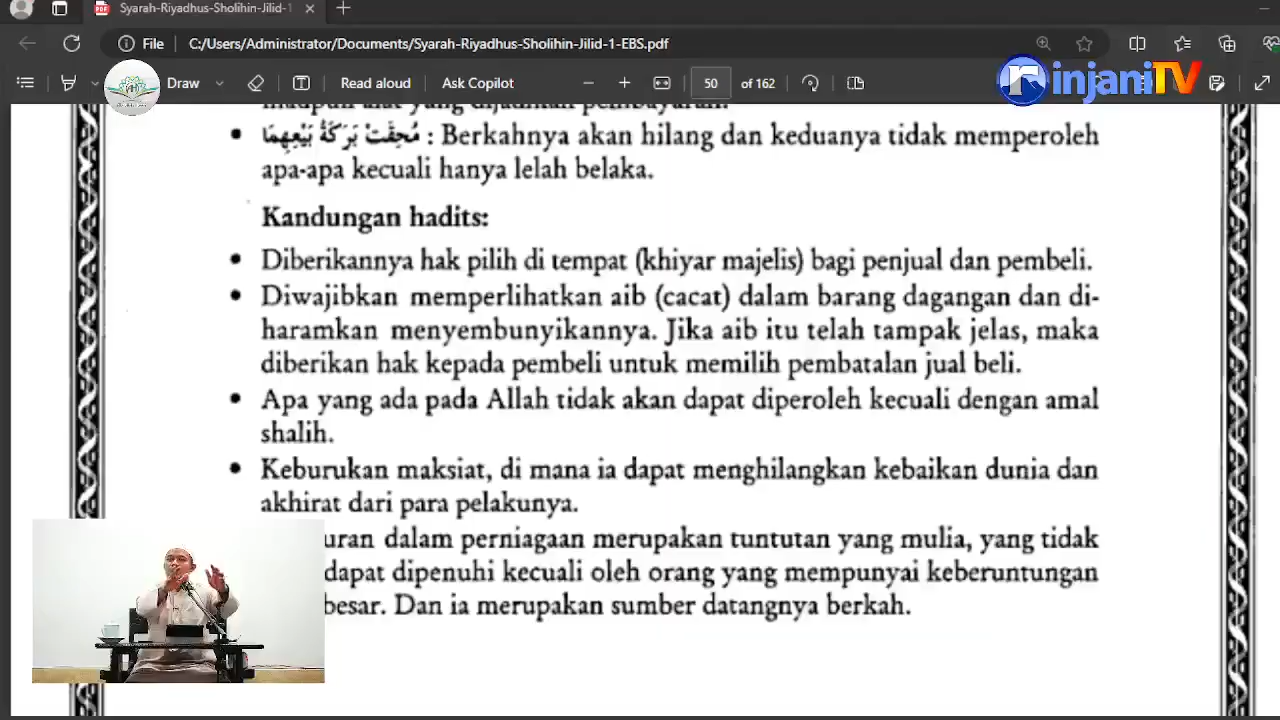 Syarah-Riyadhus-Sholihin-Jilid-1
File C:/Users/Administrator/Documents/Syarah-Riyadhus-Sholihin-Jilid-1-EBS.pdf
Draw Read aloud Ask Copilot 50 of 162
injaniTV
maupun alat yang dijadikan pembayaran.
• مُحِقَتْ بَرَكَةُ بَيْعِهِمَا : Berkahnya akan hilang dan keduanya tidak memperoleh
apa-apa kecuali hanya lelah belaka.
Kandungan hadits:
• Diberikannya hak pilih di tempat (khiyar majelis) bagi penjual dan pembeli.
• Diwajibkan memperlihatkan aib (cacat) dalam barang dagangan dan di-
haramkan menyembunyikannya. Jika aib itu telah tampak jelas, maka
diberikan hak kepada pembeli untuk memilih pembatalan jual beli.
• Apa yang ada pada Allah tidak akan dapat diperoleh kecuali dengan amal
shalih.
• Keburukan maksiat, di mana ia dapat menghilangkan kebaikan dunia dan
akhirat dari para pelakunya.
uran dalam perniagaan merupakan tuntutan yang mulia, yang tidak
dapat dipenuhi kecuali oleh orang yang mempunyai keberuntungan
besar. Dan ia merupakan sumber datangnya berkah.